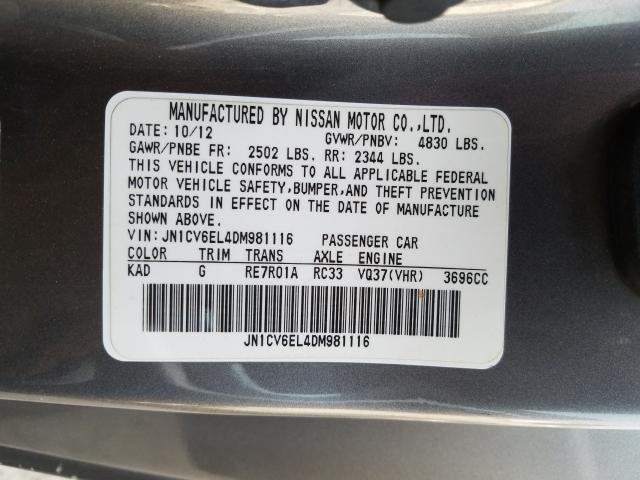 MANUFACTURED BY NISSAN MOTOR CO.,LTD.
DATE: 10/12 GVWR/PNBV: 4830 LBS.
GAWR/PNBE FR: 2502 LBS. RR: 2344 LBS.
THIS VEHICLE CONFORMS TO ALL APPLICABLE FEDERAL
MOTOR VEHICLE SAFETY,BUMPER,AND THEFT PREVENTION
STANDARDS IN EFFECT ON THE DATE OF MANUFACTURE
SHOWN ABOVE.
VIN: JN1CV6EL4DM981116 PASSENGER CAR
COLOR TRIM TRANS AXLE ENGINE
KAD G RE7R01A RC33 VQ37(VHR) 3696CC
JN1CV6EL4DM981116